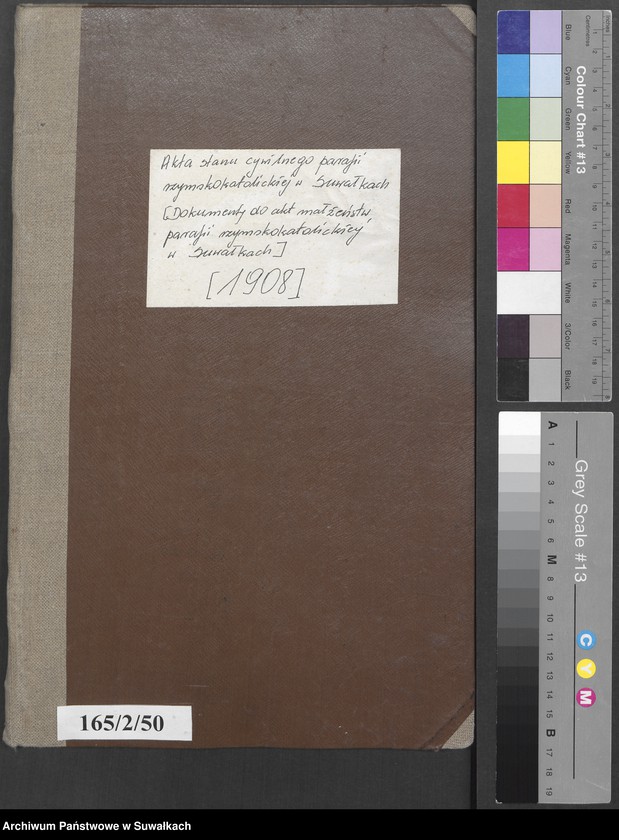 Akta stanu cywilnego parafii
rzymskokatolickiej w Suwałkach
[Dokumenty do akt małżeństw
parafii rzymskokatolickiej
w Suwałkach]
[1908]
165/2/50
Inches
Centimetres
Colour Chart #13
Blue
Cyan
Green
Yellow
Red
Magenta
White
3/Color
Black
Grey Scale #13
A 1 2 3 4 5 6 M 8 9 10 11 12 13 14 15 B 17 18 19
C
Y
M
Archiwum Państwowe w Suwałkach